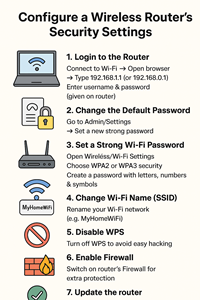 Configure a Wireless Router's
Security Settings
1. Login to the Router
Connect to Wi-Fi → Open browser
→ Type 192.168.1.1 (or 192.168.0.1)
Enter username & password
(given on router)
2. Change the Default Password
Go to Admin/Settings
→ Set a new strong password
3. Set a Strong Wi-Fi Password
Open Wireless/Wi-Fi Settings
Choose WPA2 or WPA3 security
Create a password with letters, numbers
& symbols
4. Change Wi-Fi Name (SSID)
MyHomeWiFi
Rename your Wi-Fi network
(e.g. MyHomeWiFi)
5. Disable WPS
Turn off WPS to avoid easy hacking
6. Enable Firewall
Switch on router's Firewall for
extra protection
7. Update the router